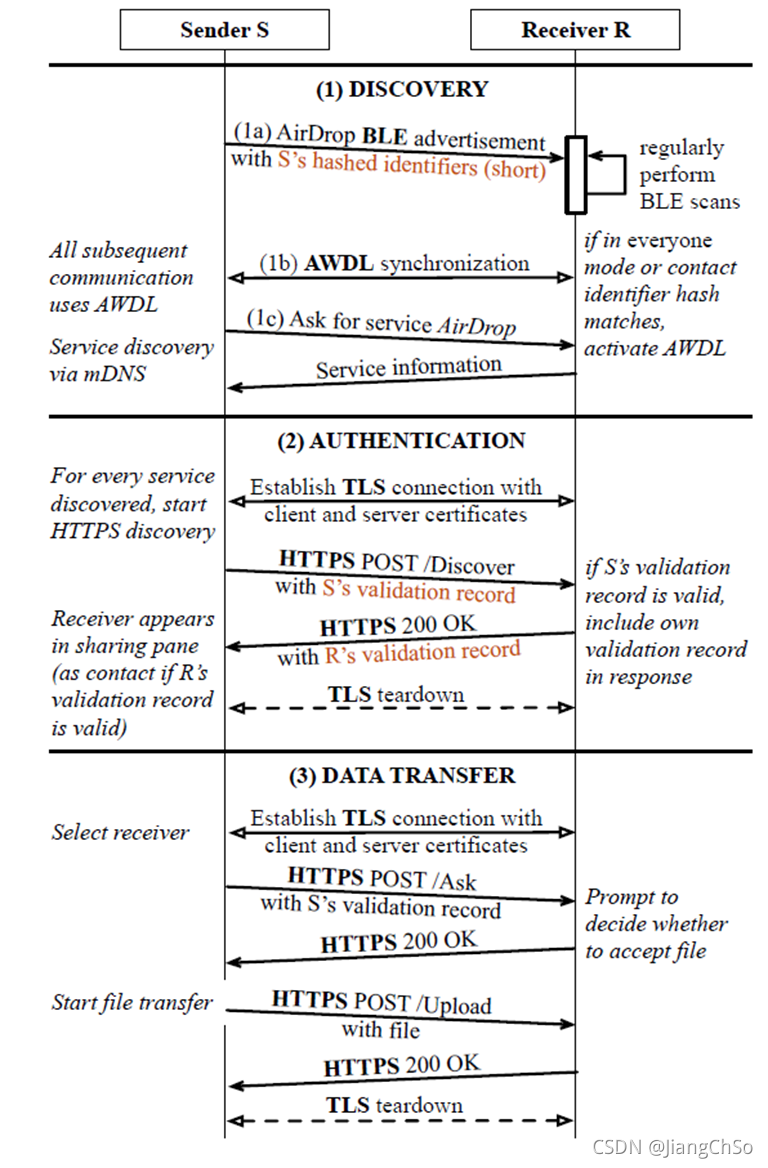 Sender S
Receiver R
(1) DISCOVERY
(1a) AirDrop BLE advertisement
with S's hashed identifiers (short)
regularly
perform
BLE scans
All subsequent
communication
uses AWDL
(1b) AWDL synchronization
if in everyone
mode or contact
identifier hash
matches,
activate AWDL
(1c) Ask for service AirDrop
Service discovery
via mDNS
Service information
(2) AUTHENTICATION
For every service
discovered, start
HTTPS discovery
Establish TLS connection with
client and server certificates
HTTPS POST /Discover
with S's validation record
if S's validation
record is valid,
include own
validation record
in response
Receiver appears
in sharing pane
(as contact if R's
validation record
is valid)
HTTPS 200 OK
with R's validation record
TLS teardown
(3) DATA TRANSFER
Select receiver
Establish TLS connection with
client and server certificates
HTTPS POST /Ask
with S's validation record
Prompt to
decide whether
to accept file
HTTPS 200 OK
Start file transfer
HTTPS POST /Upload
with file
HTTPS 200 OK
TLS teardown
CSDN @JiangChSo